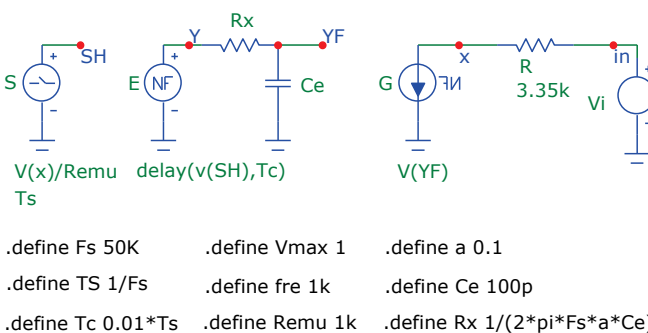 SH
S
V(x)/Remu
Ts
Y
Rx
YF
E
NF
Ce
delay(v(SH),Tc)
x
G
NF
V(YF)
R
3.35k
in
Vi
.define Fs 50K
.define Vmax 1
.define a 0.1
.define TS 1/Fs
.define fre 1k
.define Ce 100p
.define Tc 0.01*Ts
.define Remu 1k
.define Rx 1/(2*pi*Fs*a*Ce)